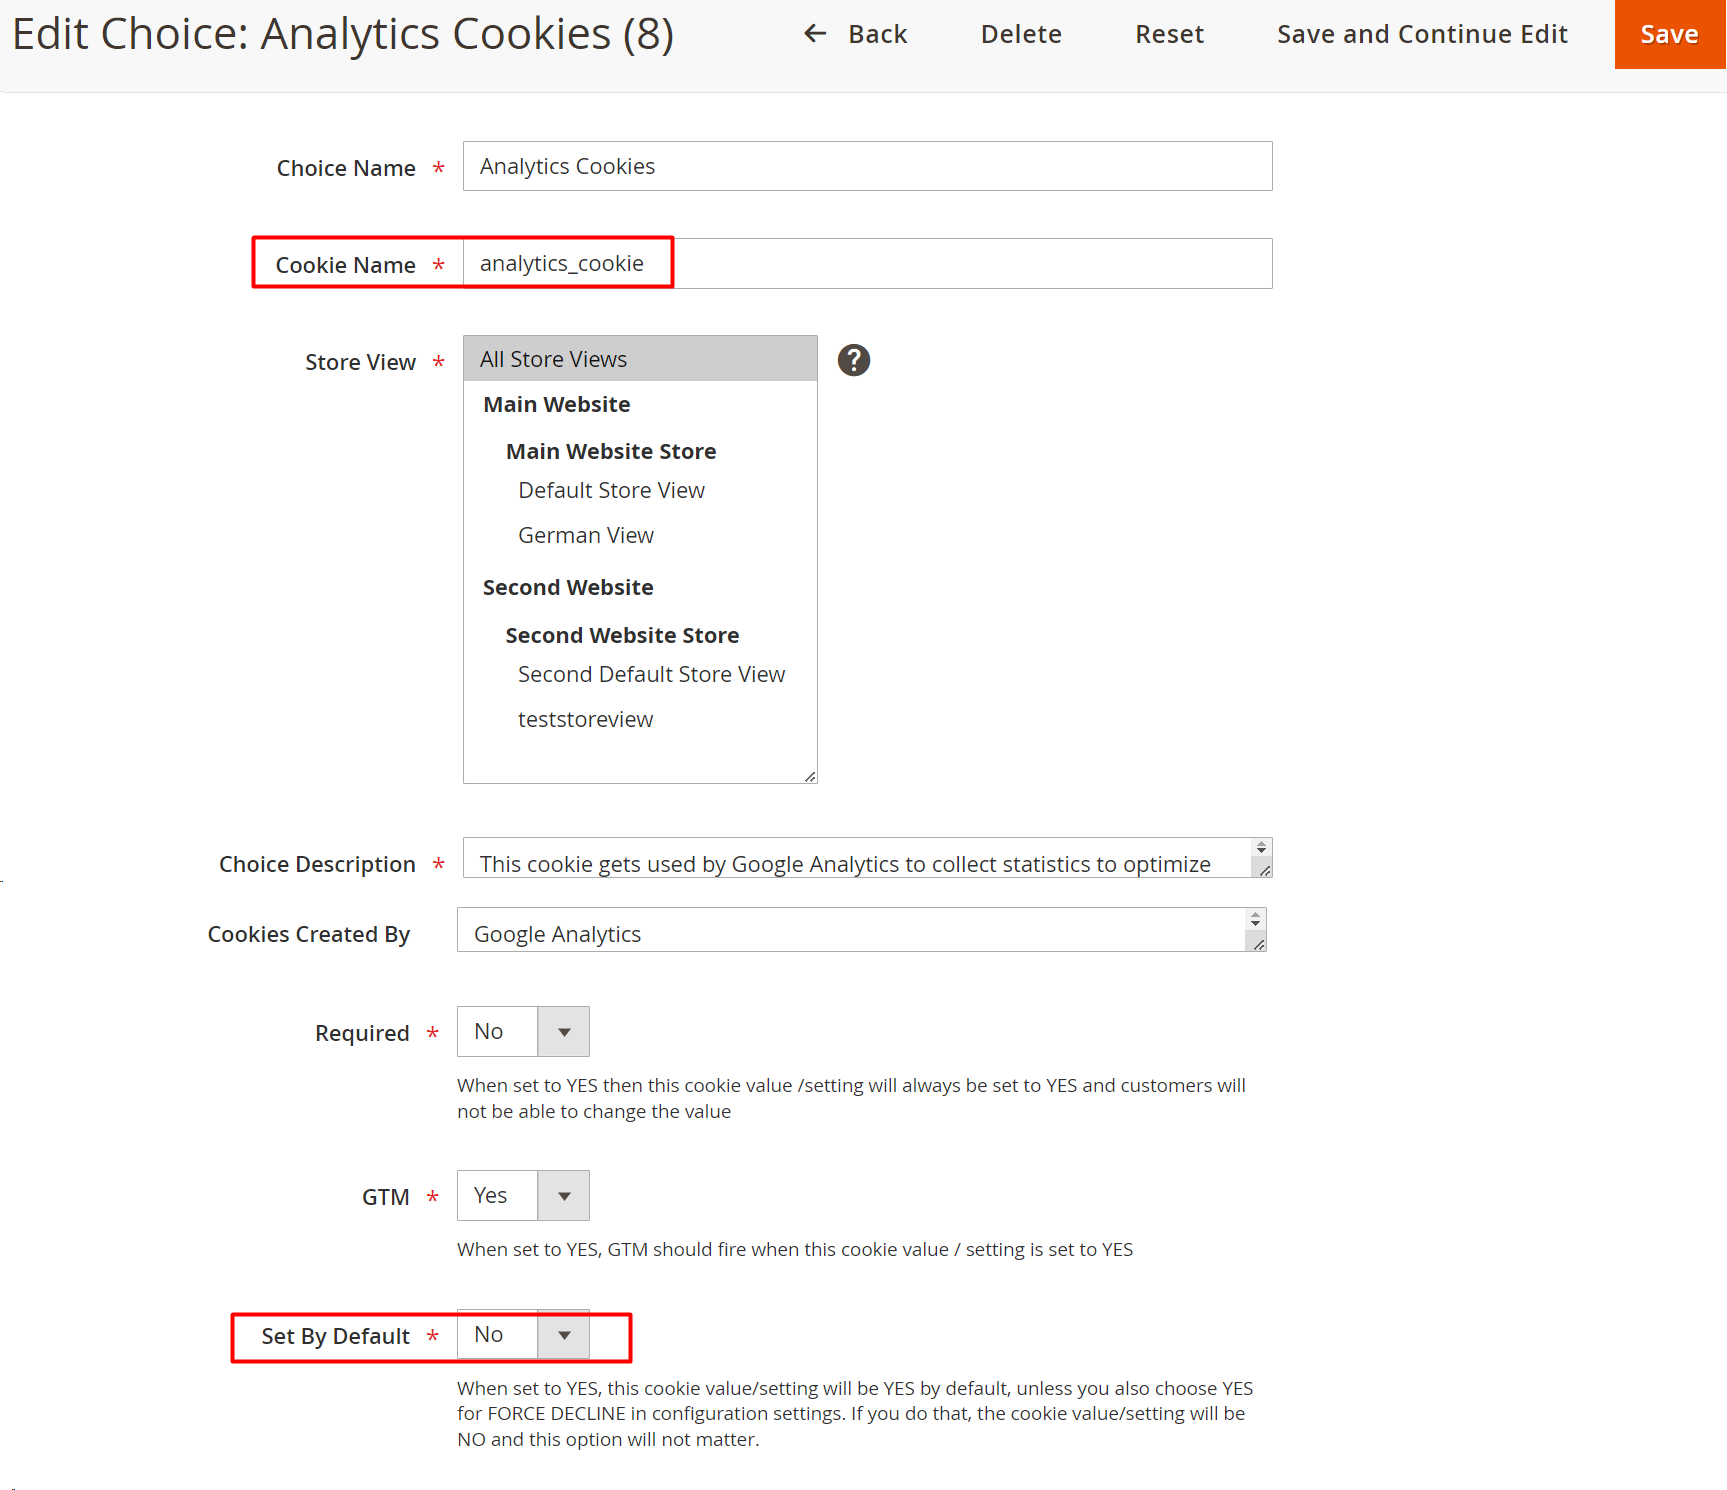 Edit Choice: Analytics Cookies (8)
← Back
Delete
Reset
Save and Continue Edit
Save
Choice Name *
Analytics Cookies
Cookie Name *
analytics_cookie
Store View *
All Store Views
?
Main Website
Main Website Store
Default Store View
German View
Second Website
Second Website Store
Second Default Store View
teststoreview
Choice Description *
This cookie gets used by Google Analytics to collect statistics to optimize
Cookies Created By
Google Analytics
Required *
No
When set to YES then this cookie value /setting will always be set to YES and customers will
not be able to change the value
GTM *
Yes
When set to YES, GTM should fire when this cookie value / setting is set to YES
Set By Default *
No
When set to YES, this cookie value/setting will be YES by default, unless you also choose YES
for FORCE DECLINE in configuration settings. If you do that, the cookie value/setting will be
NO and this option will not matter.